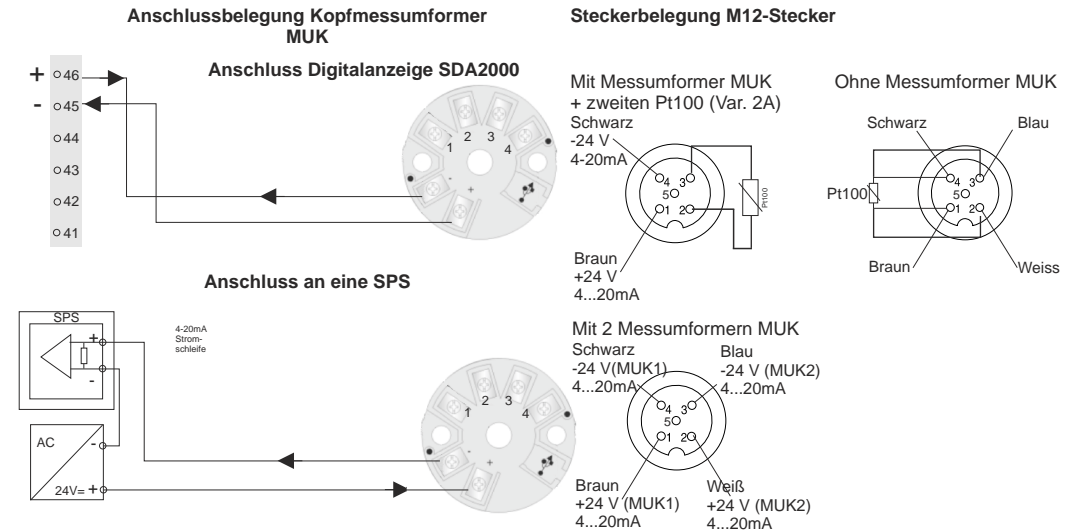 Anschlussbelegung Kopfmessumformer
MUK
Anschluss Digitalanzeige SDA2000
+
46
-
45
44
43
42
41
1
2
3
4
-
+
Anschluss an eine SPS
SPS
+
-
4-20mA
Strom-
schleife
AC
-
24V= +
1
2
3
4
-
+
Steckerbelegung M12-Stecker
Mit Messumformer MUK
+ zweiten Pt100 (Var. 2A)
Schwarz
-24 V
4-20mA
4 3
5
1 2
Pt100
Braun
+24 V
4...20mA
Ohne Messumformer MUK
Schwarz
Blau
Pt100
4 3
5
1 2
Braun
Weiss
Mit 2 Messumformern MUK
Schwarz
-24 V(MUK1)
4...20mA
Blau
-24 V (MUK2)
4...20mA
4 3
5
1 2
Braun
+24 V (MUK1)
4...20mA
Weiß
+24 V (MUK2)
4...20mA